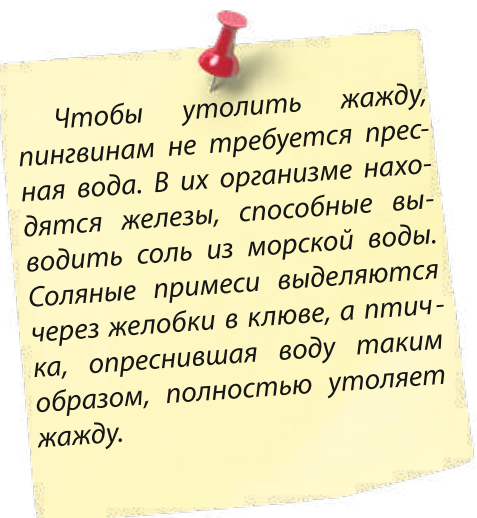 Чтобы утолить жажду,
пингвинам не требуется прес-
ная вода. В их организме нахо-
дятся железы, способные вы-
водить соль из морской воды.
Соляные примеси выделяются
через желобки в клюве, а птич-
ка, опреснившая воду таким
образом, полностью утоляет
жажду.